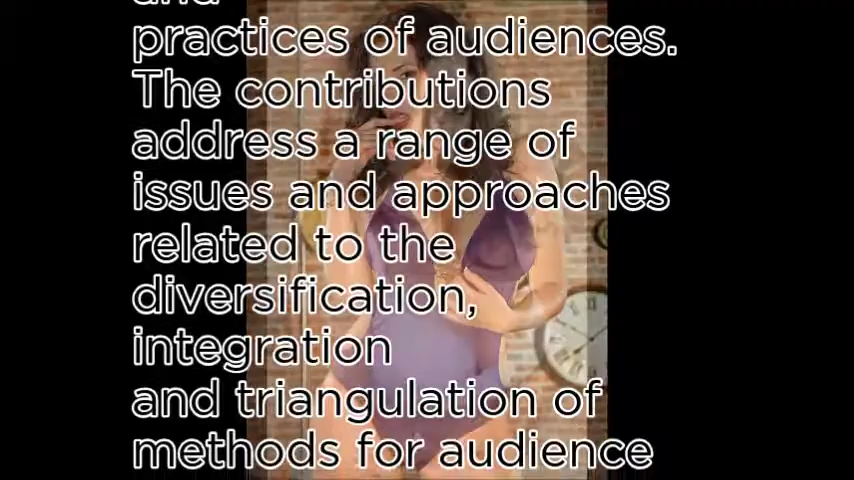 and
practices of audiences.
The contributions
address a range of
issues and approaches
related to the
diversification,
integration
and triangulation of
methods for audience